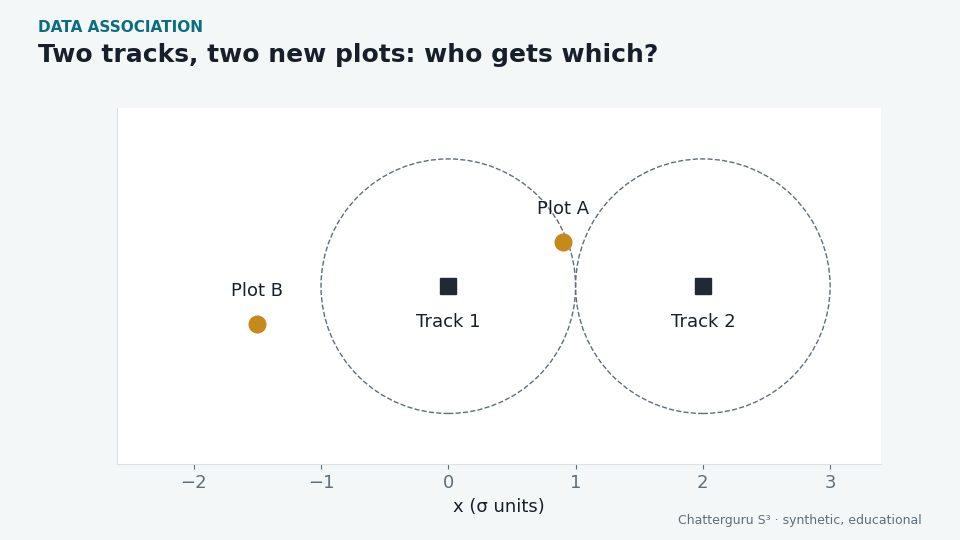 DATA ASSOCIATION
Two tracks, two new plots: who gets which?
Plot A
Plot B
Track 1
Track 2
−2
−1
0
1
2
3
x (σ units)
Chatterguru S³ · synthetic, educational